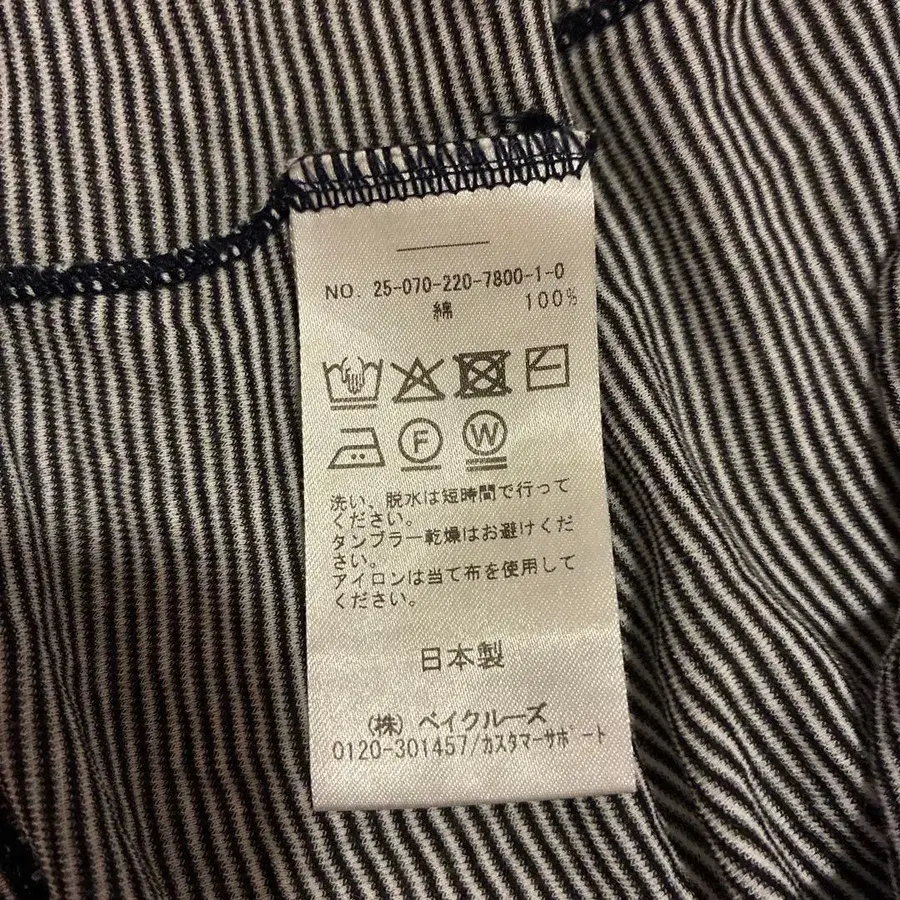 NO. 25-070-220-7800-1-0
綿 100%
F W
洗い、脱水は短時間で行って
ください。
タンブラー乾燥はお避けくだ
さい。
アイロンは当て布を使用して
ください。
日本製
(株) ベイクルーズ
0120-301457/カスタマーサポート